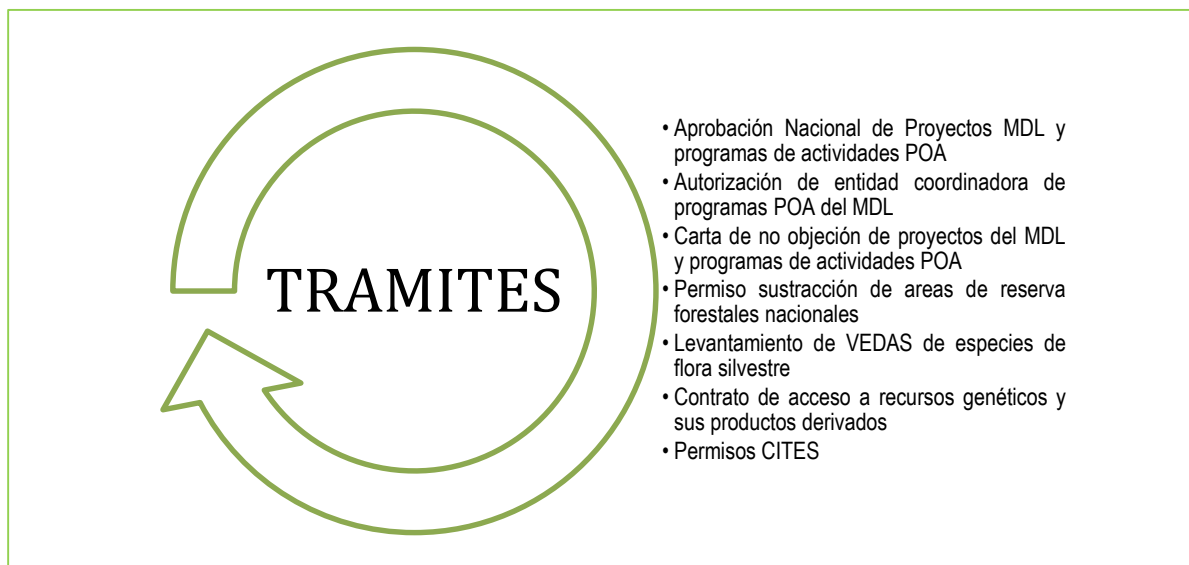 TRAMITES
• Aprobación Nacional de Proyectos MDL y
programas de actividades POA
• Autorización de entidad coordinadora de
programas POA del MDL
• Carta de no objeción de proyectos del MDL
y programas de actividades POA
• Permiso sustracción de areas de reserva
forestales nacionales
• Levantamiento de VEDAS de especies de
flora silvestre
• Contrato de acceso a recursos genéticos y
sus productos derivados
• Permisos CITES